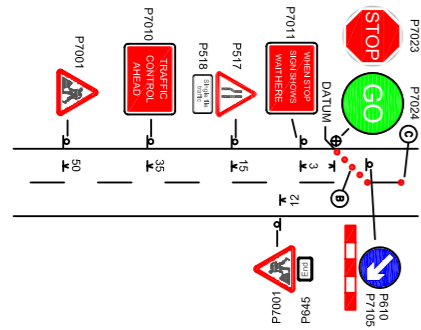 P7023
STOP
P7024
GO
C
P7011
WHEN STOP
SIGN SHOWS
WAIT HERE
DATUM
P517
P518
Single file
traffic
P7010
TRAFFIC
CONTROL
AHEAD
P7001
50
35
15
3
B
12
P7001
End
P645
P610
P7105